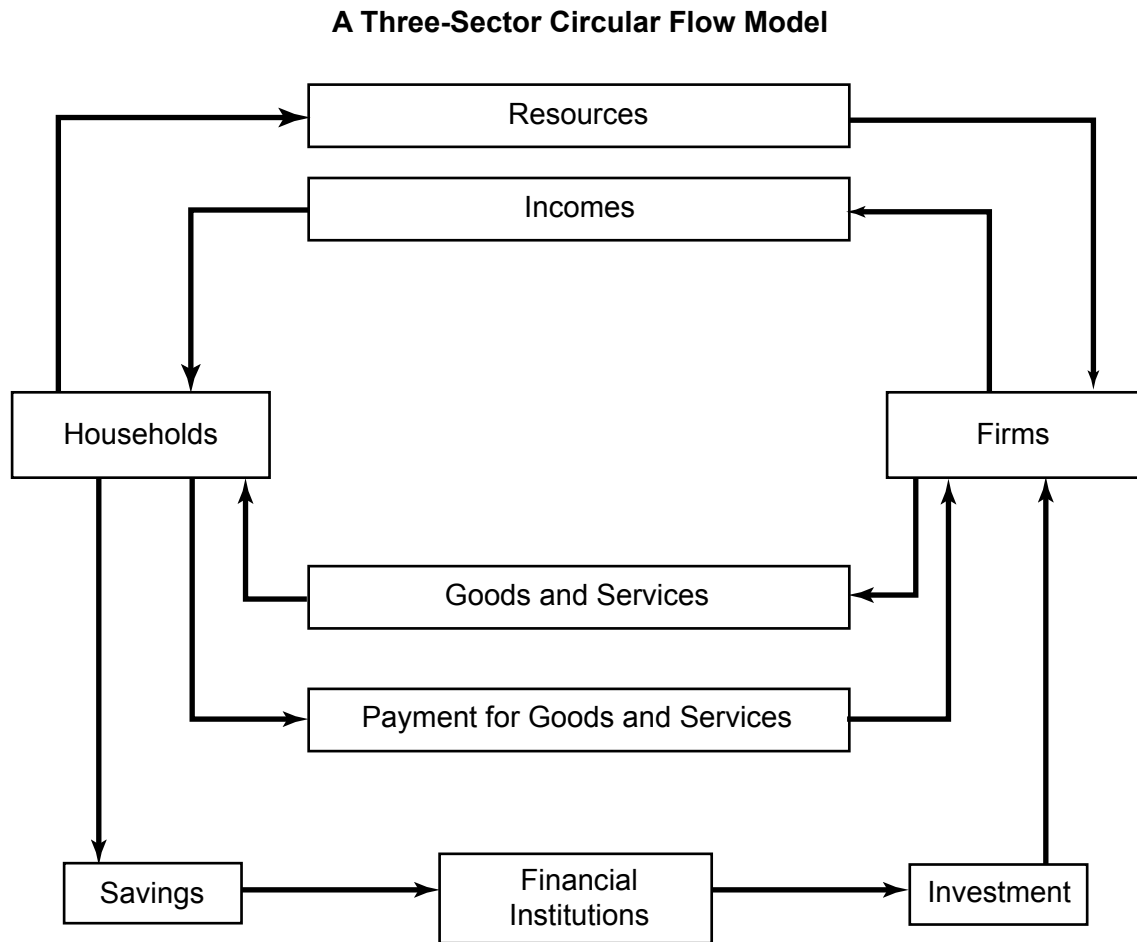 A Three-Sector Circular Flow Model
Resources
Incomes
Households
Firms
Goods and Services
Payment for Goods and Services
Savings
Financial
Institutions
Investment